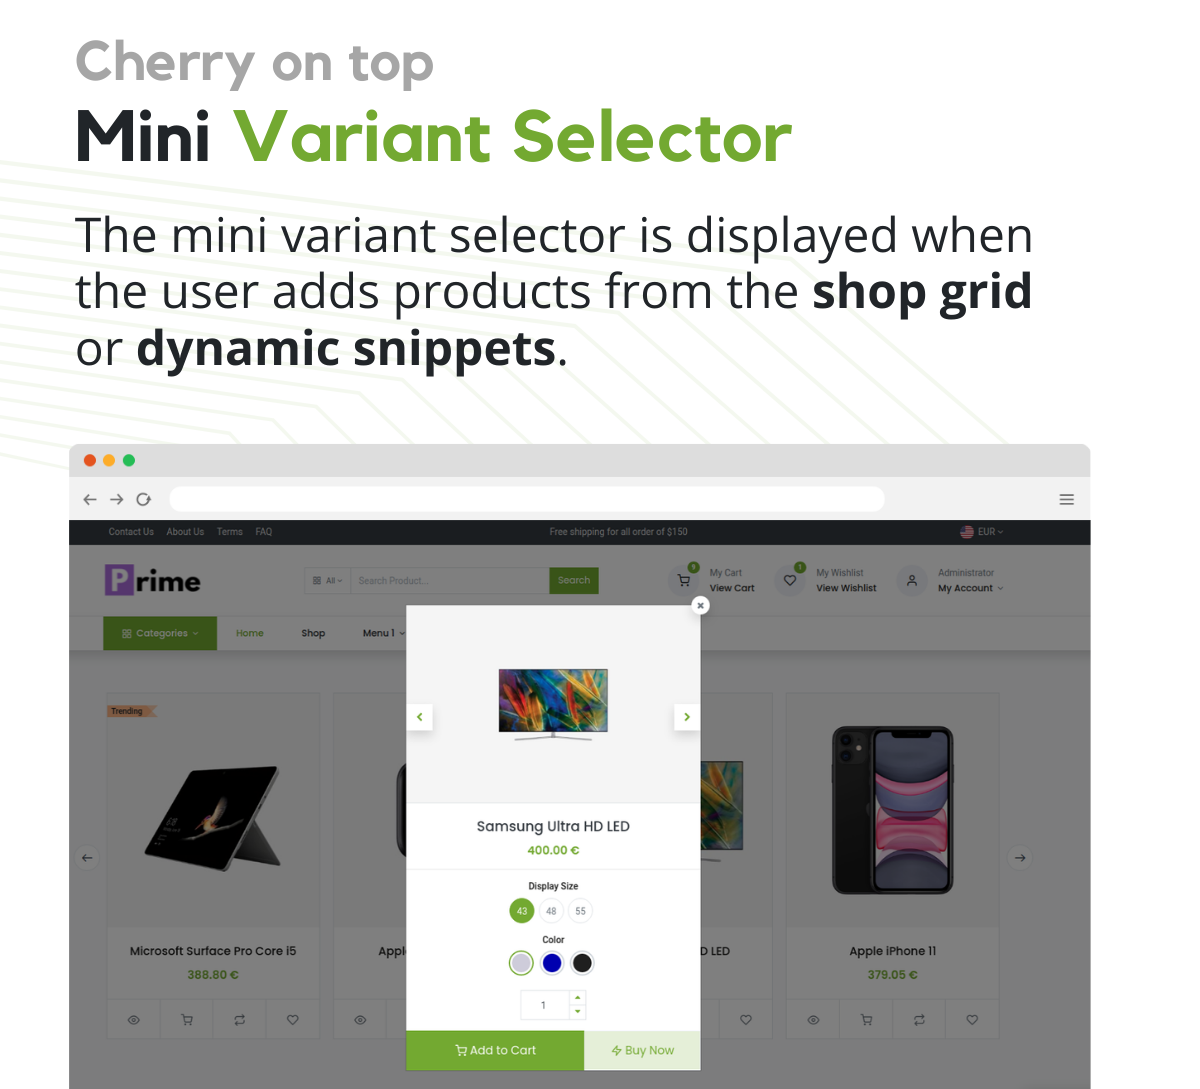 Cherry on top
Mini Variant Selector
The mini variant selector is displayed when
the user adds products from the shop grid
or dynamic snippets.
Contact Us About Us Terms FAQ Free shipping for all order of $150 EUR
Prime
All Search Product... Search
9 My Cart
View Cart
1 My Wishlist
View Wishlist
Administrator
My Account
Categories Home Shop Menu 1
Trending
Samsung Ultra HD LED
400.00 €
Display Size
43 48 55
Color
1
Add to Cart Buy Now
Microsoft Surface Pro Core i5
388.80 €
Appl
D LED
Apple iPhone 11
379.05 €